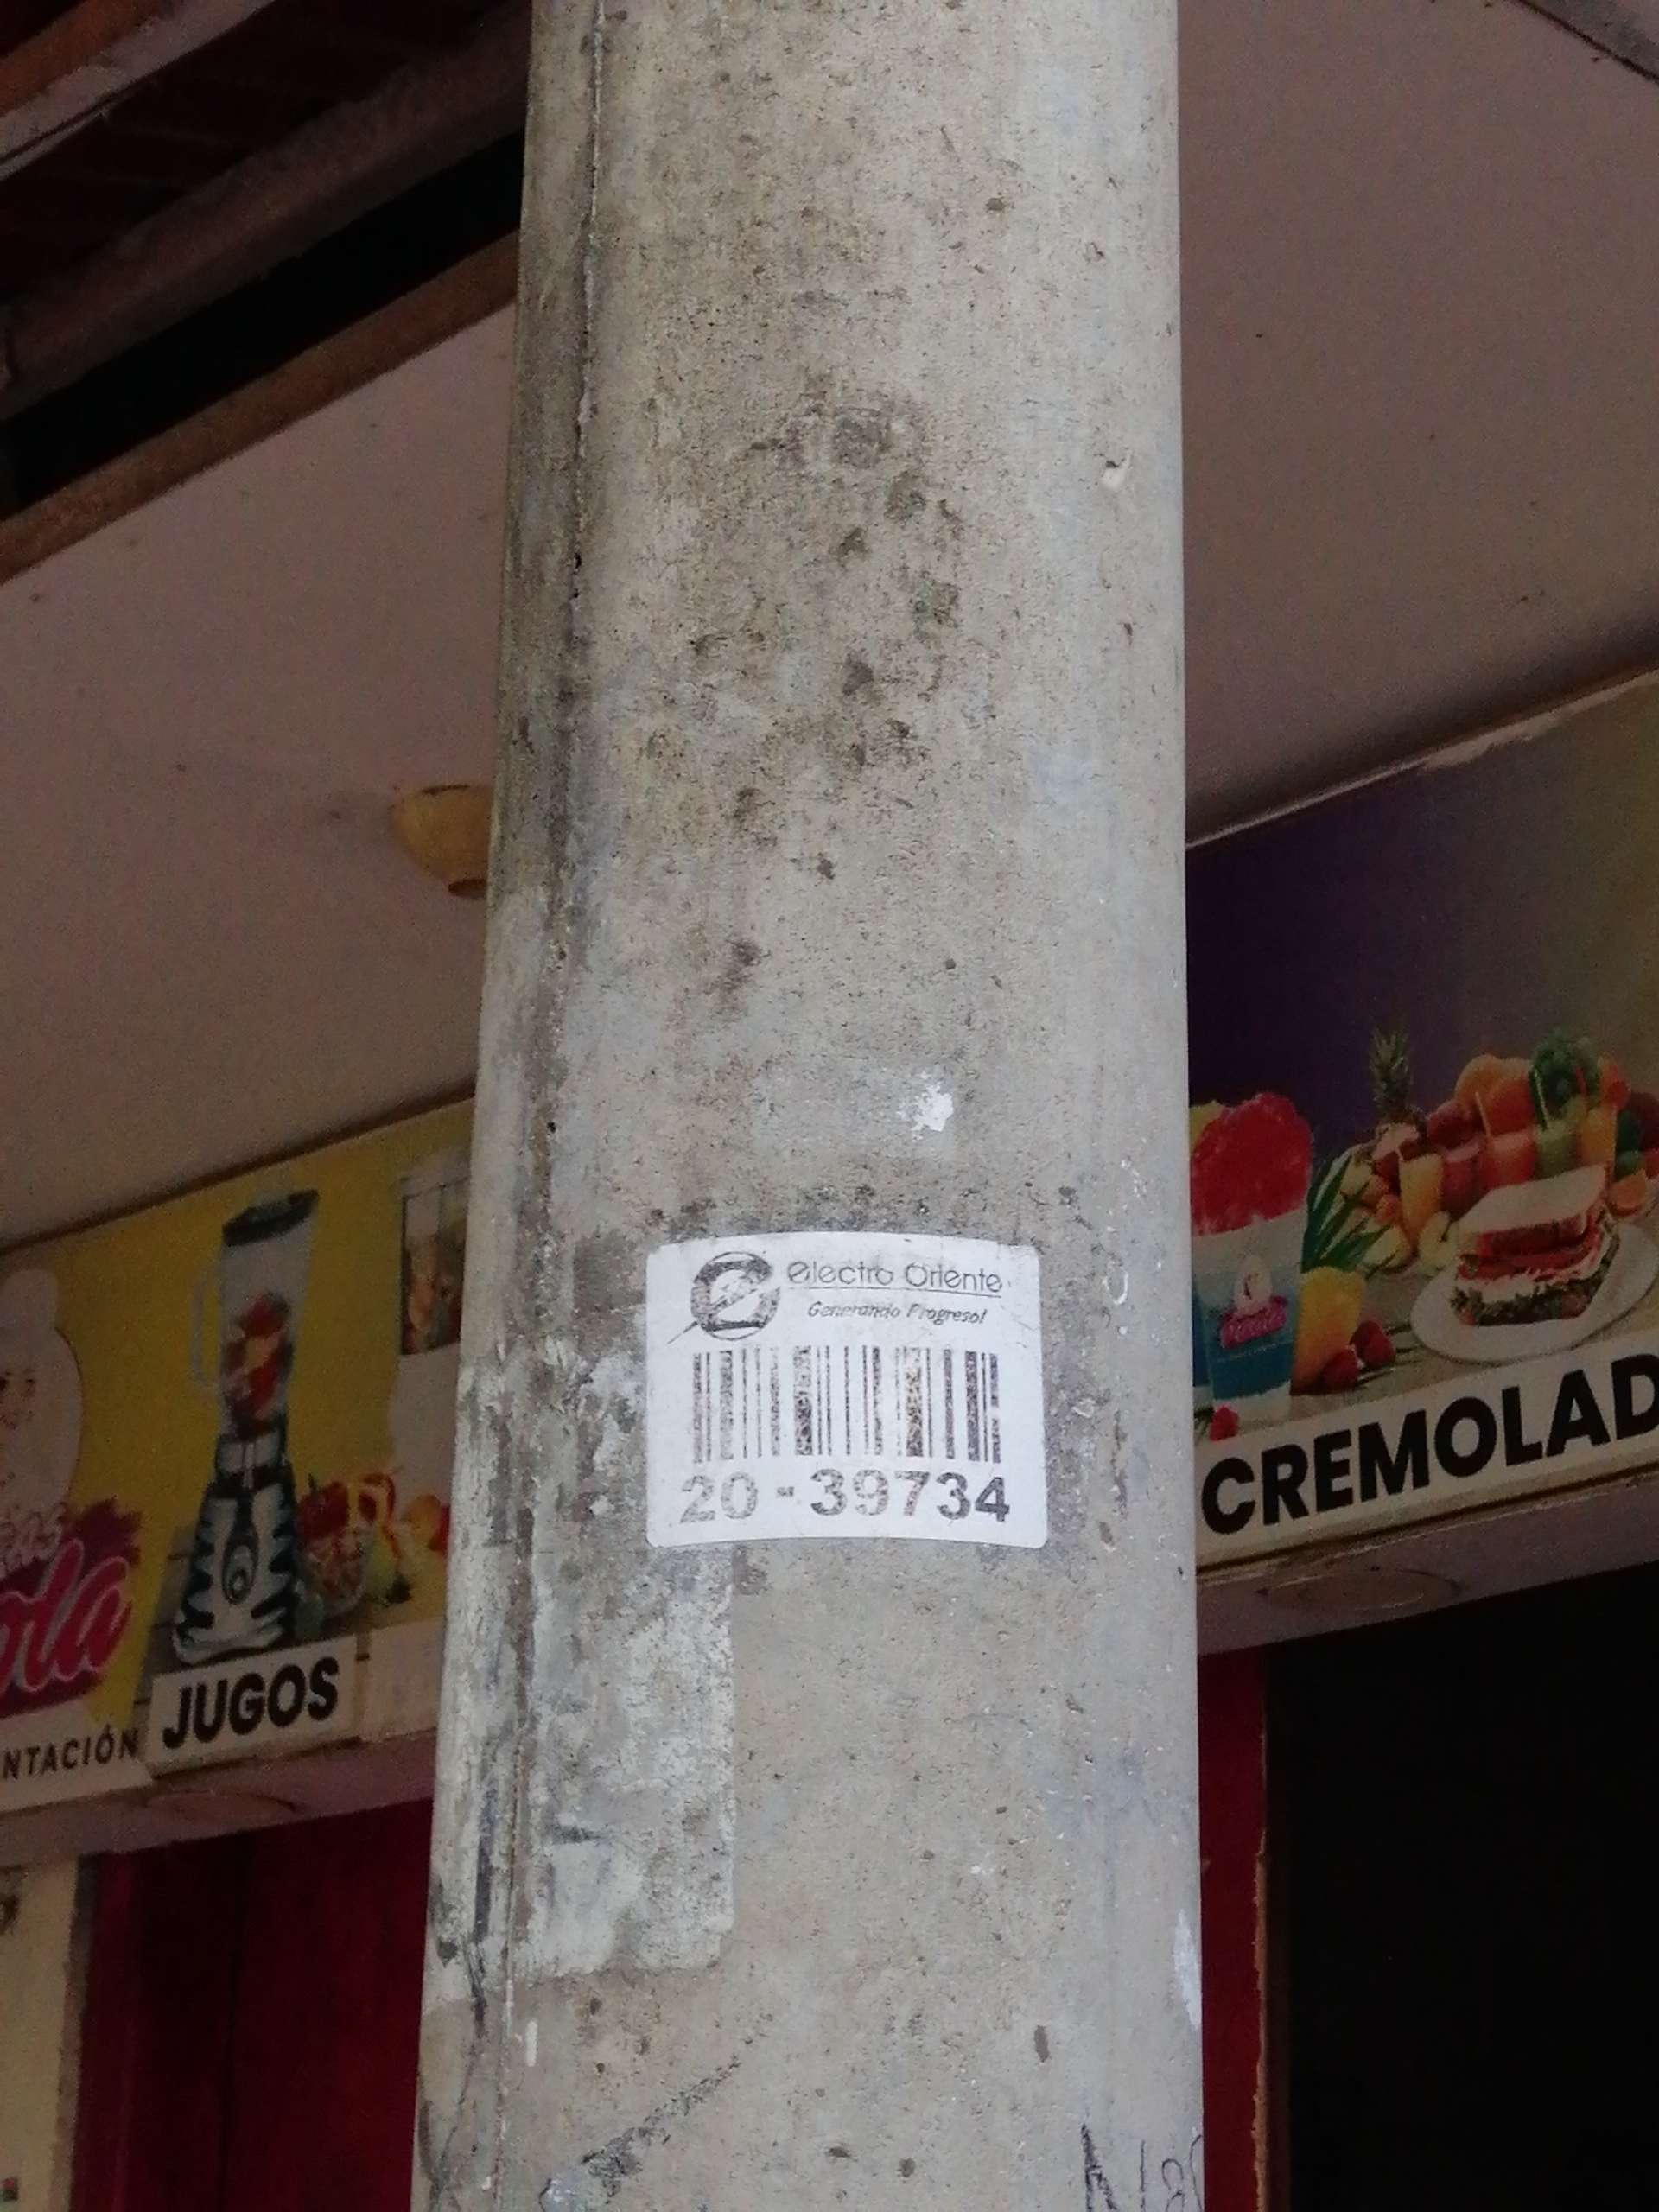 electro Oriente
Generando Progreso!
20-39734
CREMOLAD
JUGOS
NTACIÓN